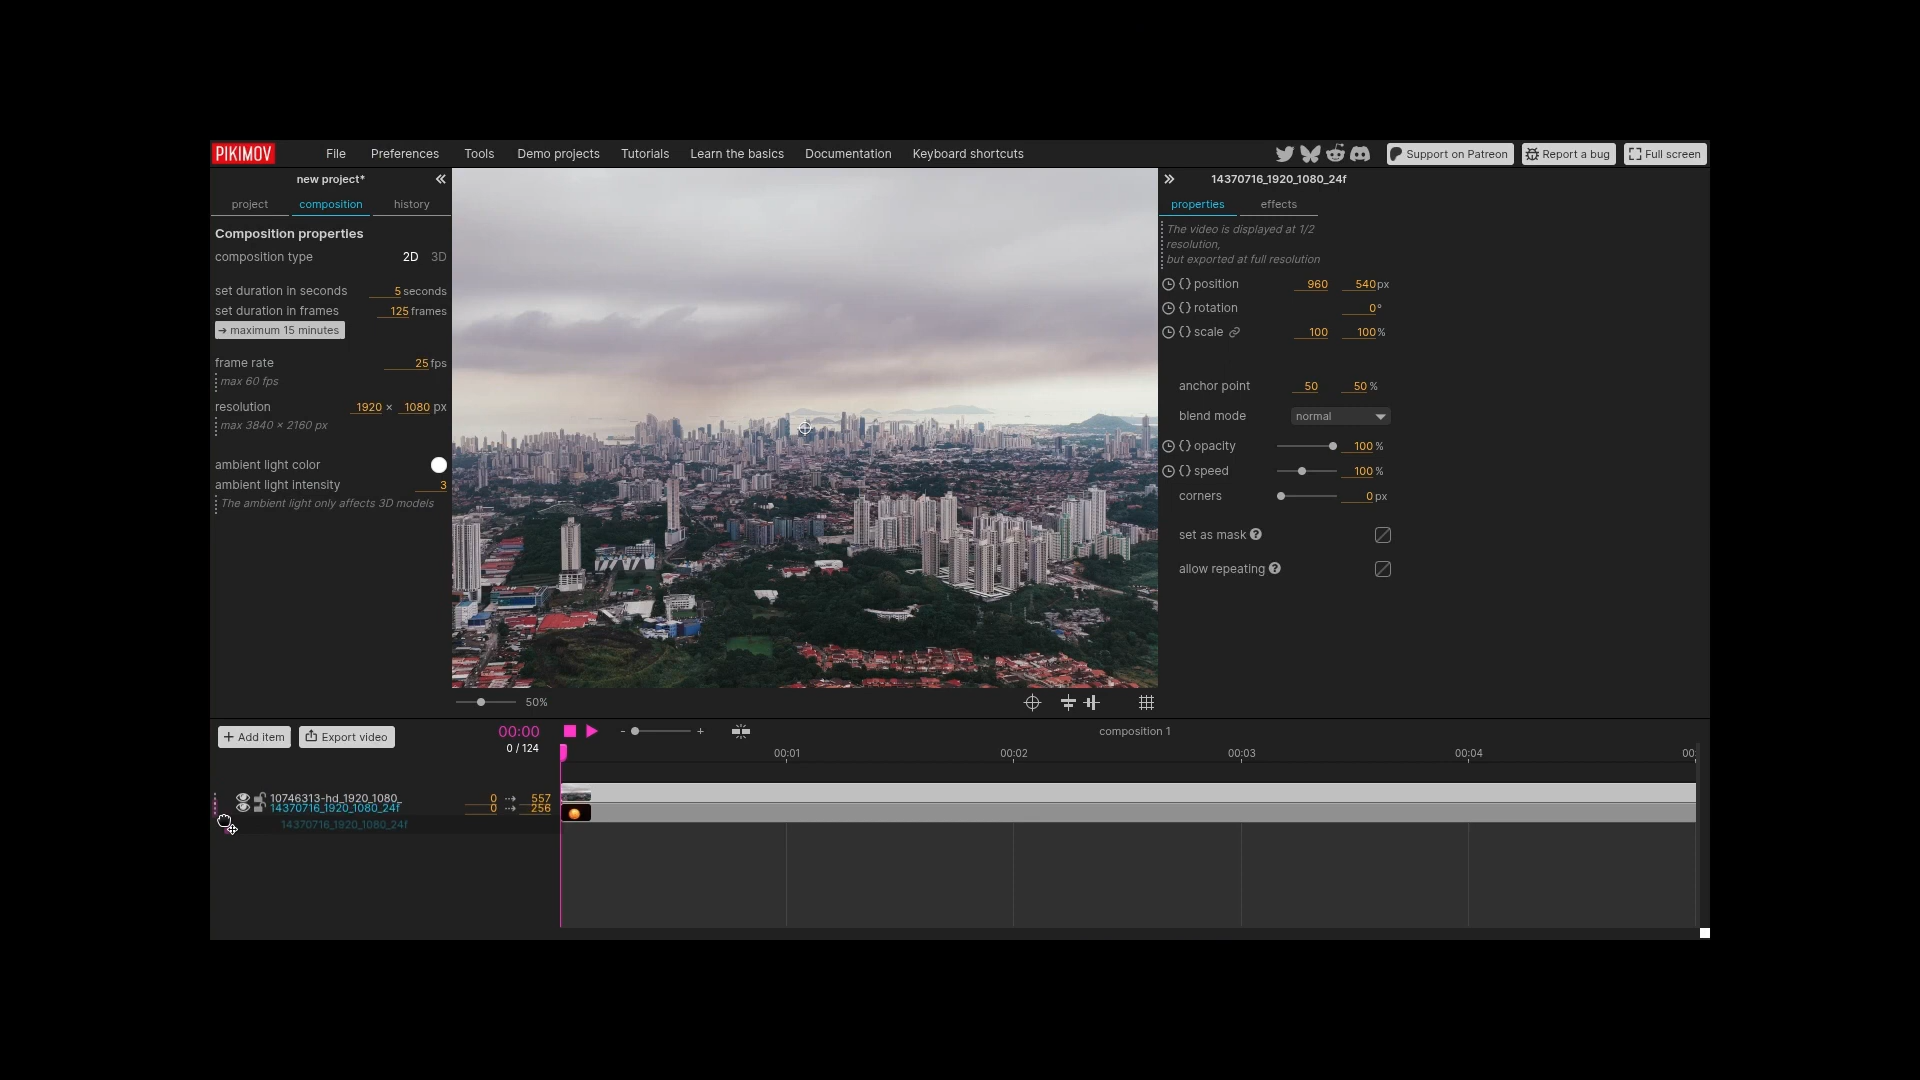 PIKIMOV File Preferences Tools Demo projects Tutorials Learn the basics Documentation Keyboard shortcuts Support on Patreon Report a bug Full screen
new project*
project composition history
Composition properties
composition type 2D 3D
set duration in seconds 5 seconds
set duration in frames 125 frames
→ maximum 15 minutes
frame rate 25 fps
max 60 fps
resolution 1920 × 1080 px
max 3840 × 2160 px
ambient light color
ambient light intensity 3
The ambient light only affects 3D models
50%
14370716_1920_1080_24f
properties effects
The video is displayed at 1/2
resolution,
but exported at full resolution
position 960 540 px
rotation 0°
scale 100 100 %
anchor point 50 50 %
blend mode normal
opacity 100 %
speed 100 %
corners 0 px
set as mask ?
allow repeating ?
+ Add item Export video 00:00 - + composition 1
0 / 124 00:01 00:02 00:03 00:04 00:
10746313-hd_1920_1080_ 0 557
14370716_1920_1080_24f 0 256
14370716_1920_1080_24f